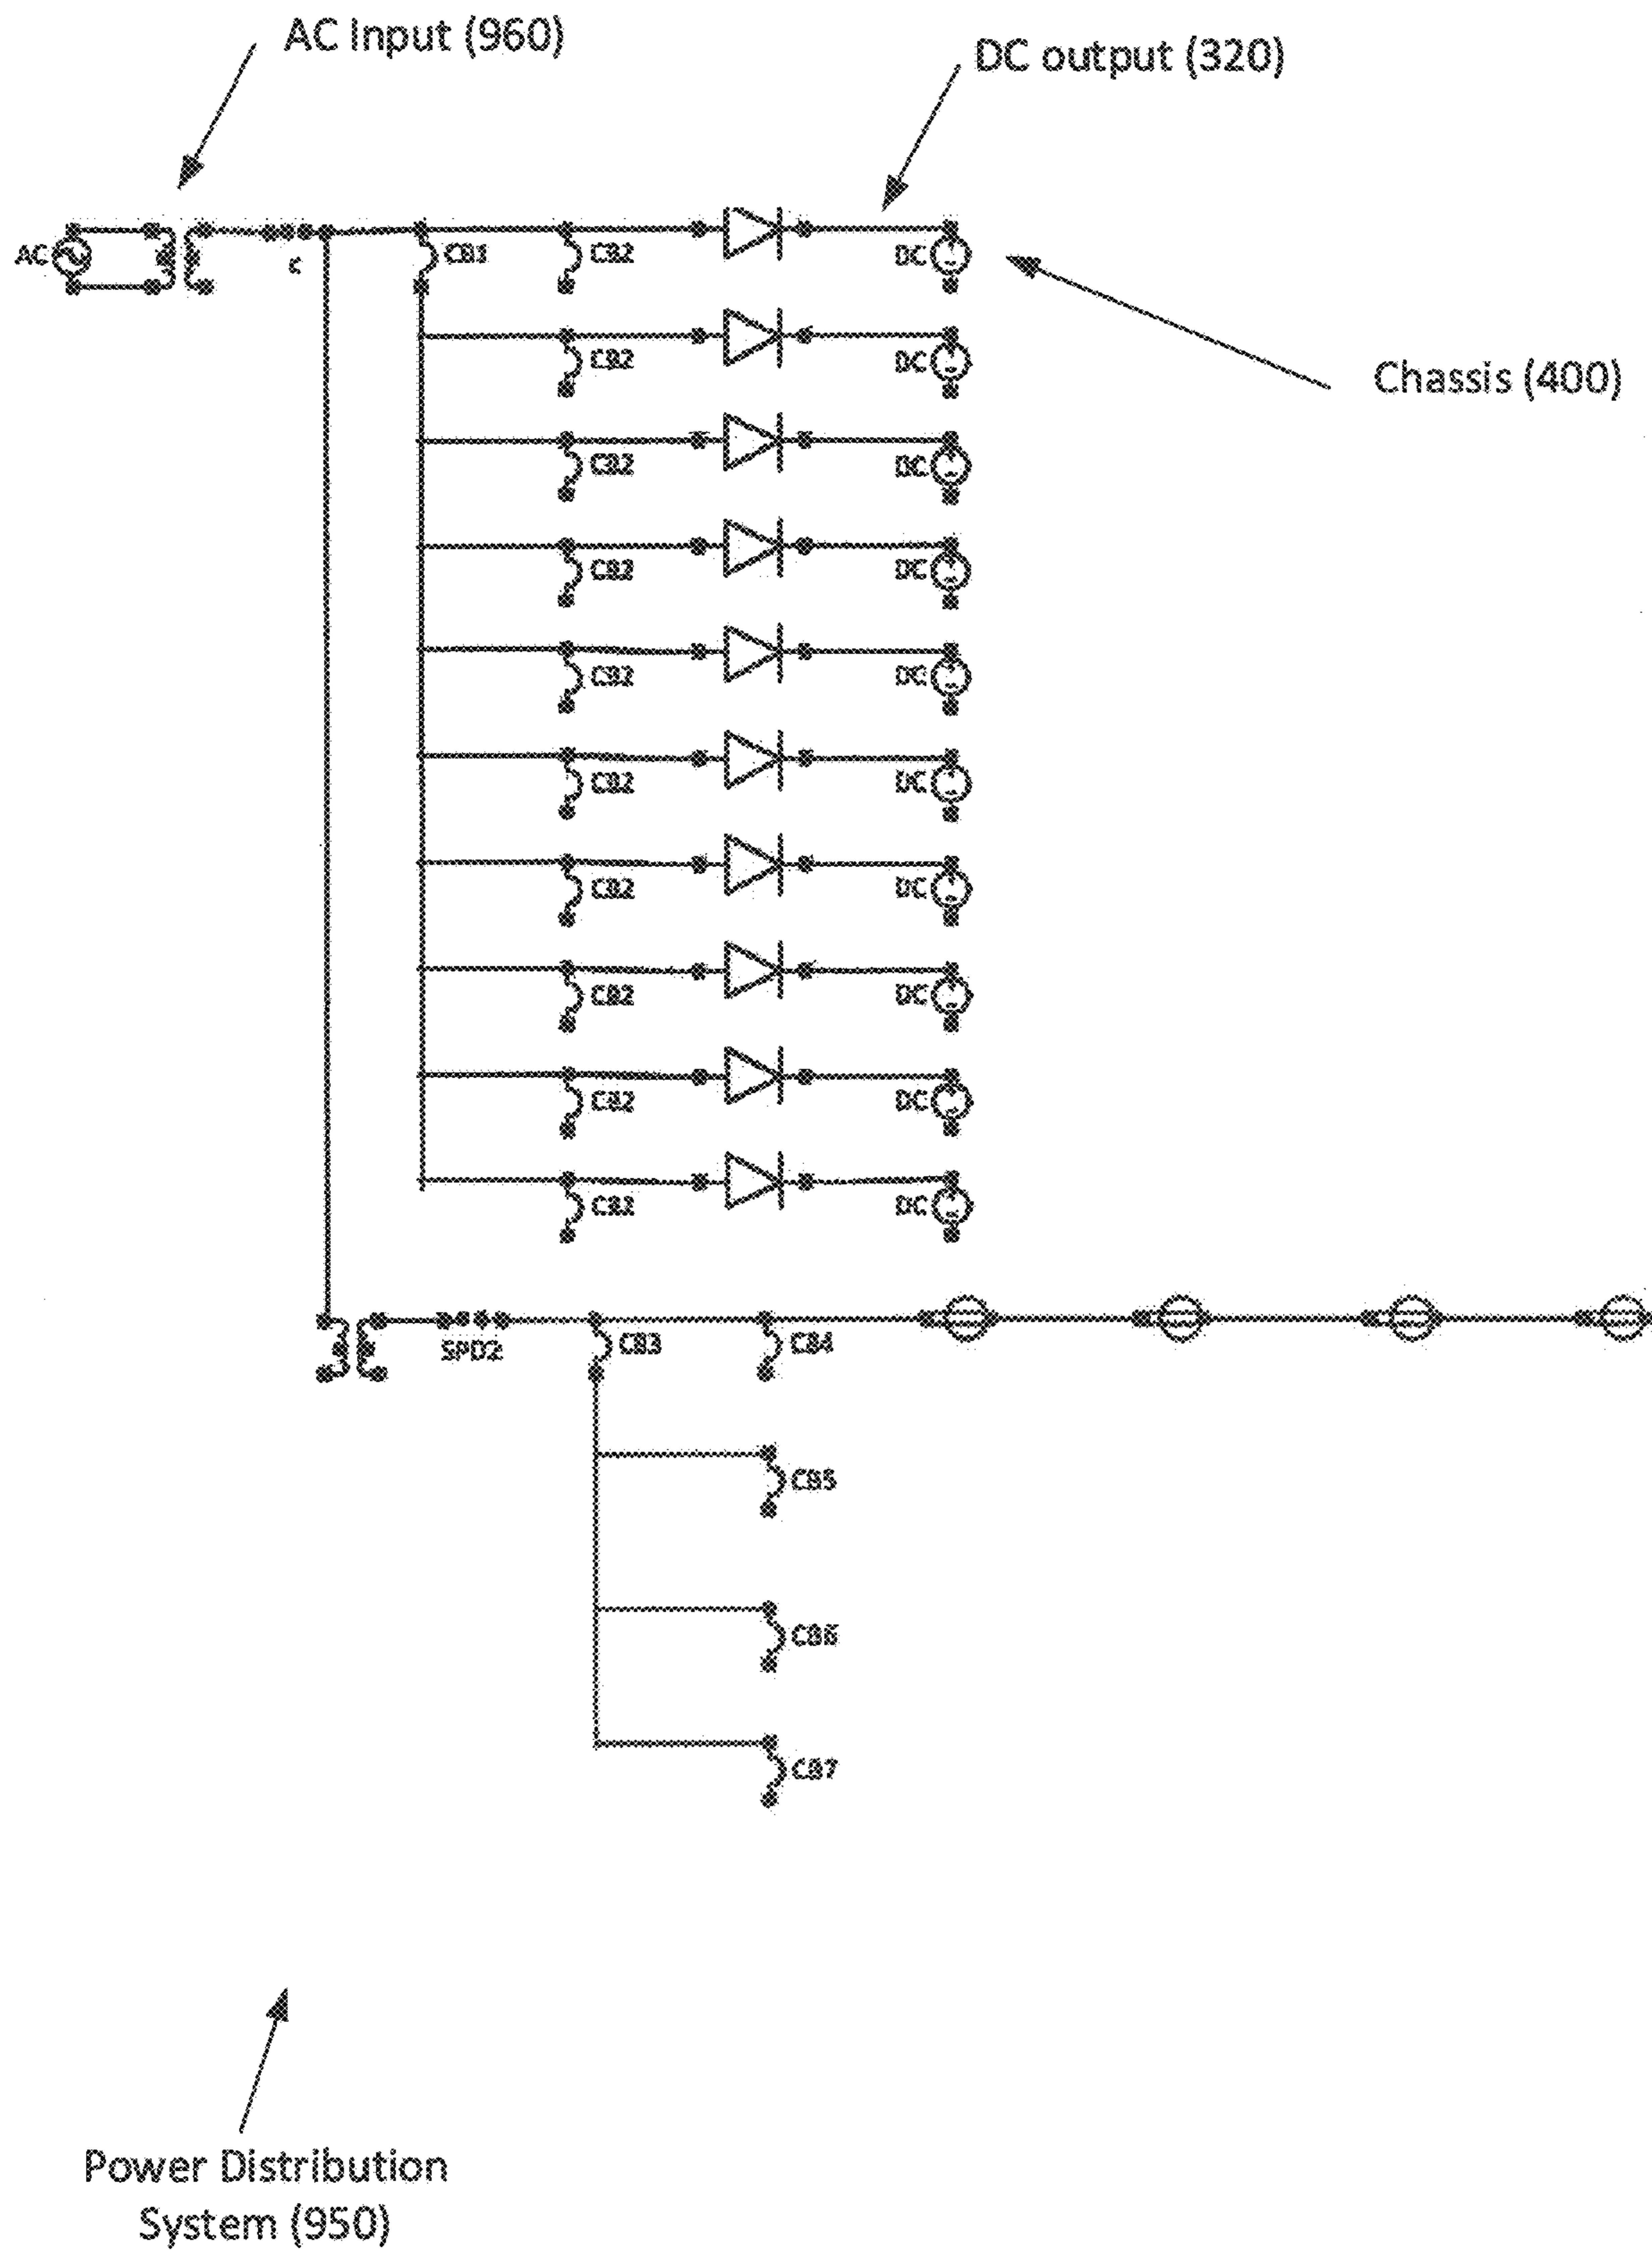 AC Input (960)
DC output (320)
AC
C
CB1
CB2
DC
Chassis (400)
CB2
DC
CB2
DC
CB2
DC
CB2
DC
CB2
DC
CB2
DC
CB2
DC
CB2
DC
CB2
DC
SPD2
CB3
CB4
CB5
CB6
CB7
Power Distribution
System (950)